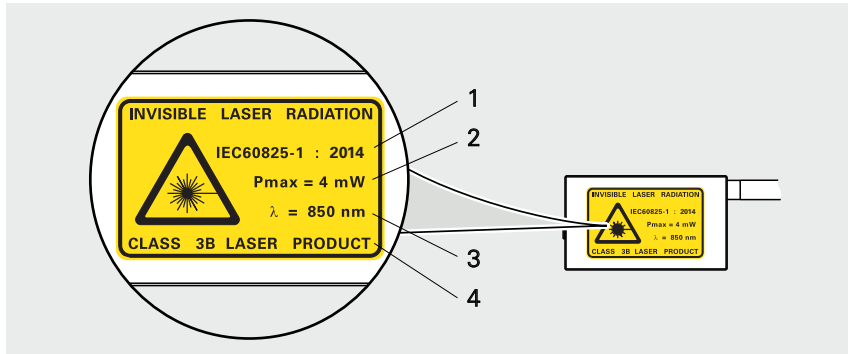 INVISIBLE LASER RADIATION
IEC60825-1 : 2014
Pmax = 4 mW
λ = 850 nm
CLASS 3B LASER PRODUCT
1
2
3
4
INVISIBLE LASER RADIATION
IEC60825-1 : 2014
Pmax = 4 mW
λ = 850 nm
CLASS 3B LASER PRODUCT